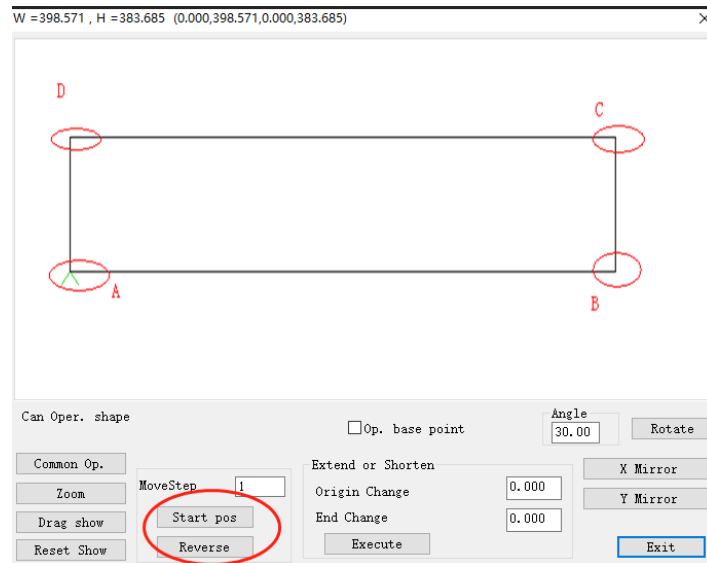 W =398.571 , H =383.685 (0.000,398.571,0.000,383.685)
D
C
A
B
Can Oper. shape
Op. base point
Angle
30.00
Rotate
Common Op.
Zoom
Drag show
Reset Show
MoveStep 1
Start pos
Reverse
Extend or Shorten
Origin Change 0.000
End Change 0.000
Execute
X Mirror
Y Mirror
Exit